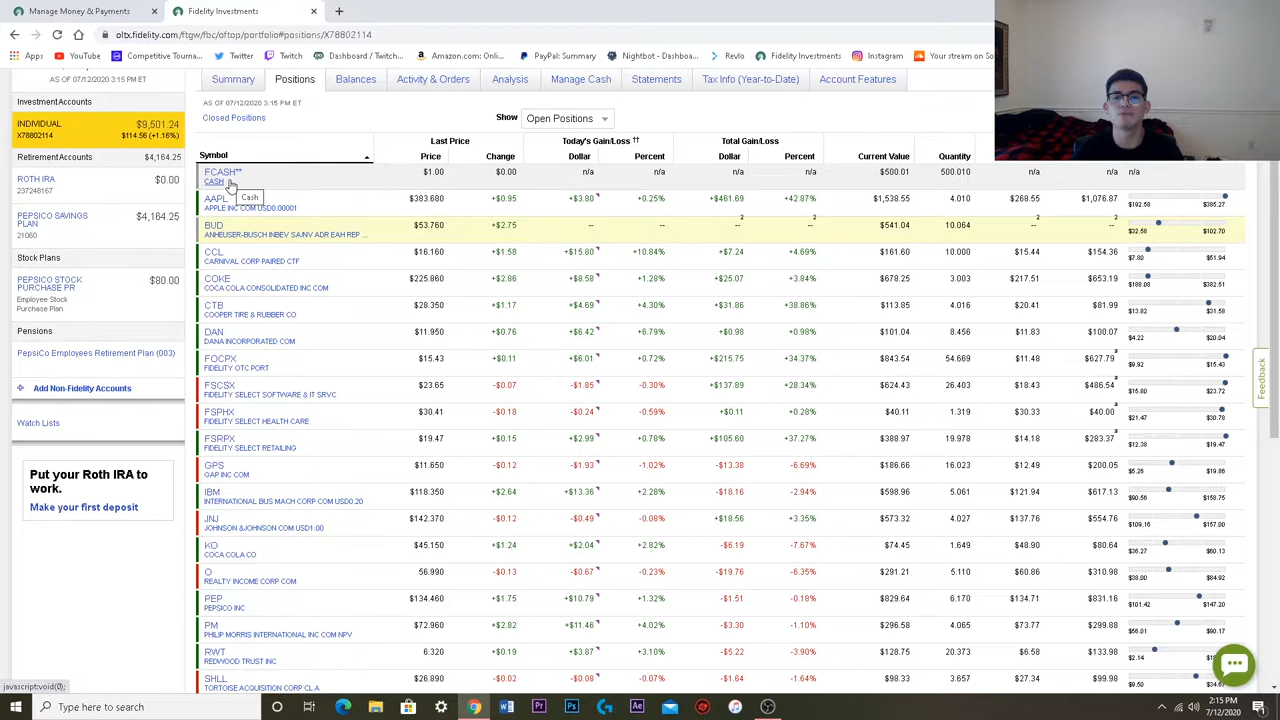 Manage My Payments
Fidelity Investments
oltx.fidelity.com/ftgw/fbc/oftop/portfolio#positions/X78802114
Apps YouTube Competitive Tourna... Twitter Twitch Dashboard / Twitch... Amazon.com: Onli... PayPal: Summary Nightbot - Dashboa... Revlo Fidelity Investments Instagram Your stream on So
AS OF 07/12/2020 3:15 PM ET
Investment Accounts
INDIVIDUAL $9,501.24
X78802114 $114.56 (+1.16%)
Retirement Accounts $4,164.25
ROTH IRA $0.00
237248167
PEPSICO SAVINGS PLAN $4,164.25
21060
Stock Plans
PEPSICO STOCK PURCHASE PR $80.00
Employee Stock
Purchase Plan
Pensions
PepsiCo Employees Retirement Plan (003)
Add Non-Fidelity Accounts
Watch Lists
Put your Roth IRA to
work.
Make your first deposit
Summary Positions Balances Activity & Orders Analysis Manage Cash Statements Tax Info (Year-to-Date) Account Features
AS OF 07/12/2020 3:15 PM ET
Closed Positions Show Open Positions
Last Price Today's Gain/Loss †† Total Gain/Loss
Symbol Price Change Dollar Percent Dollar Percent Current Value Quantity
FCASH** $1.00 $0.00 n/a n/a n/a n/a $500.01 n/a n/a n/a
CASH
Cash
AAPL $383.680 +$0.95 $3.80 +0.25% +$461.69 +42.87% $1,538.55 4.010 $268.55 $1,076.87
APPLE INC COM USD0.00001 $192.58 $385.27
BUD $53.760 +$2.75 -- -- -- -- $541.04 10.064 -- --
ANHEUSER-BUSCH INBEV SA/NV ADR EAH REP ... $32.58 $102.70
CCL $16.160 +$1.58 +$15.80 +10.84% +$7.24 +4.69% $161.60 10.000 $15.44 $154.36
CARNIVAL CORP PAIRED CTF $7.80 $51.94
COKE $225.860 +$2.86 +$8.58 +1.28% +$25.07 +3.84% $678.25 3.003 $217.51 $653.19
COCA COLA CONSOLIDATED INC COM $188.08 $382.51
CTB $28.350 +$1.17 +$4.69 +4.30% +$31.86 +38.86% $113.85 4.016 $20.41 $81.99
COOPER TIRE & RUBBER CO $13.82 $31.58
DAN $11.950 +$0.76 +$6.42 +6.79% +$0.98 +0.98% $101.04 8.456 $11.83 $100.07
DANA INCORPORATED COM $4.22 $20.04
FOCPX $15.43 +$0.11 +$6.01 +0.72% +$215.75 +34.37% $843.54 54.669 $11.48 $627.79
FIDELITY OTC PORT $9.92 $15.43
FSCSX $23.65 -$0.07 -$1.85 -0.30% +$137.89 +28.34% $624.43 26.403 $18.43 $486.54
FIDELITY SELECT SOFTWARE & IT SRVC $15.80 $23.72
FSPHX $30.41 -$0.18 -$0.24 -0.59% +$0.11 +0.28% $40.11 1.319 $30.33 $40.00
FIDELITY SELECT HEALTH CARE $21.47 $30.78
FSRPX $19.47 +$0.15 $2.99 +0.78% +$105.60 +37.27% $388.97 19.978 $14.18 $283.37
FIDELITY SELECT RETAILING $12.38 $19.47
GPS $11.650 -$0.12 -$1.93 -1.02% -$13.38 -6.69% $186.66 16.023 $12.49 $200.05
GAP INC COM $5.26 $19.86
IBM $118.350 +$2.64 +$13.36 +2.28% -$18.16 -2.94% $598.96 5.061 $121.94 $617.13
INTERNATIONAL BUS MACH CORP COM USD0.20 $90.56 $158.75
JNJ $142.370 -$0.12 -$0.49 -0.08% +$18.56 +3.35% $573.32 4.027 $137.76 $554.76
JOHNSON &JOHNSON COM USD1.00 $109.16 $157.00
KO $45.150 +$1.24 +$2.04 +2.82% -$6.19 -7.67% $74.45 1.649 $48.90 $80.64
COCA COLA CO $36.27 $60.13
O 56.990 -$0.13 -$0.67 -0.23% -$19.76 -6.35% $291.21 5.110 $60.86 $310.98
REALTY INCOME CORP COM $38.00 $84.92
PEP $134.460 +$1.75 +$10.79 +1.32% -$1.51 -0.18% $829.64 6.170 $134.71 $831.16
PEPSICO INC $101.42 $147.20
PM $72.960 +$2.82 +$11.46 +4.02% -$3.30 -1.10% $296.58 4.065 $73.77 $299.88
PHILIP MORRIS INTERNATIONAL INC COM NPV $56.01 $90.17
RWT 6.320 +$0.19 +$3.87 +3.10% -$5.22 -3.90% $128.75 20.373 $6.58 $133.98
REDWOOD TRUST INC $2.14
SHLL $26.890 -$0.02 -$0.08 -0.07% -$1.64 -1.64% $98.33 3.657 $27.34 $99.98
TORTOISE ACQUISITION CORP CL A $9.50
Feedback
javascript:void(0);
Type here to search
2:15 PM
7/12/2020